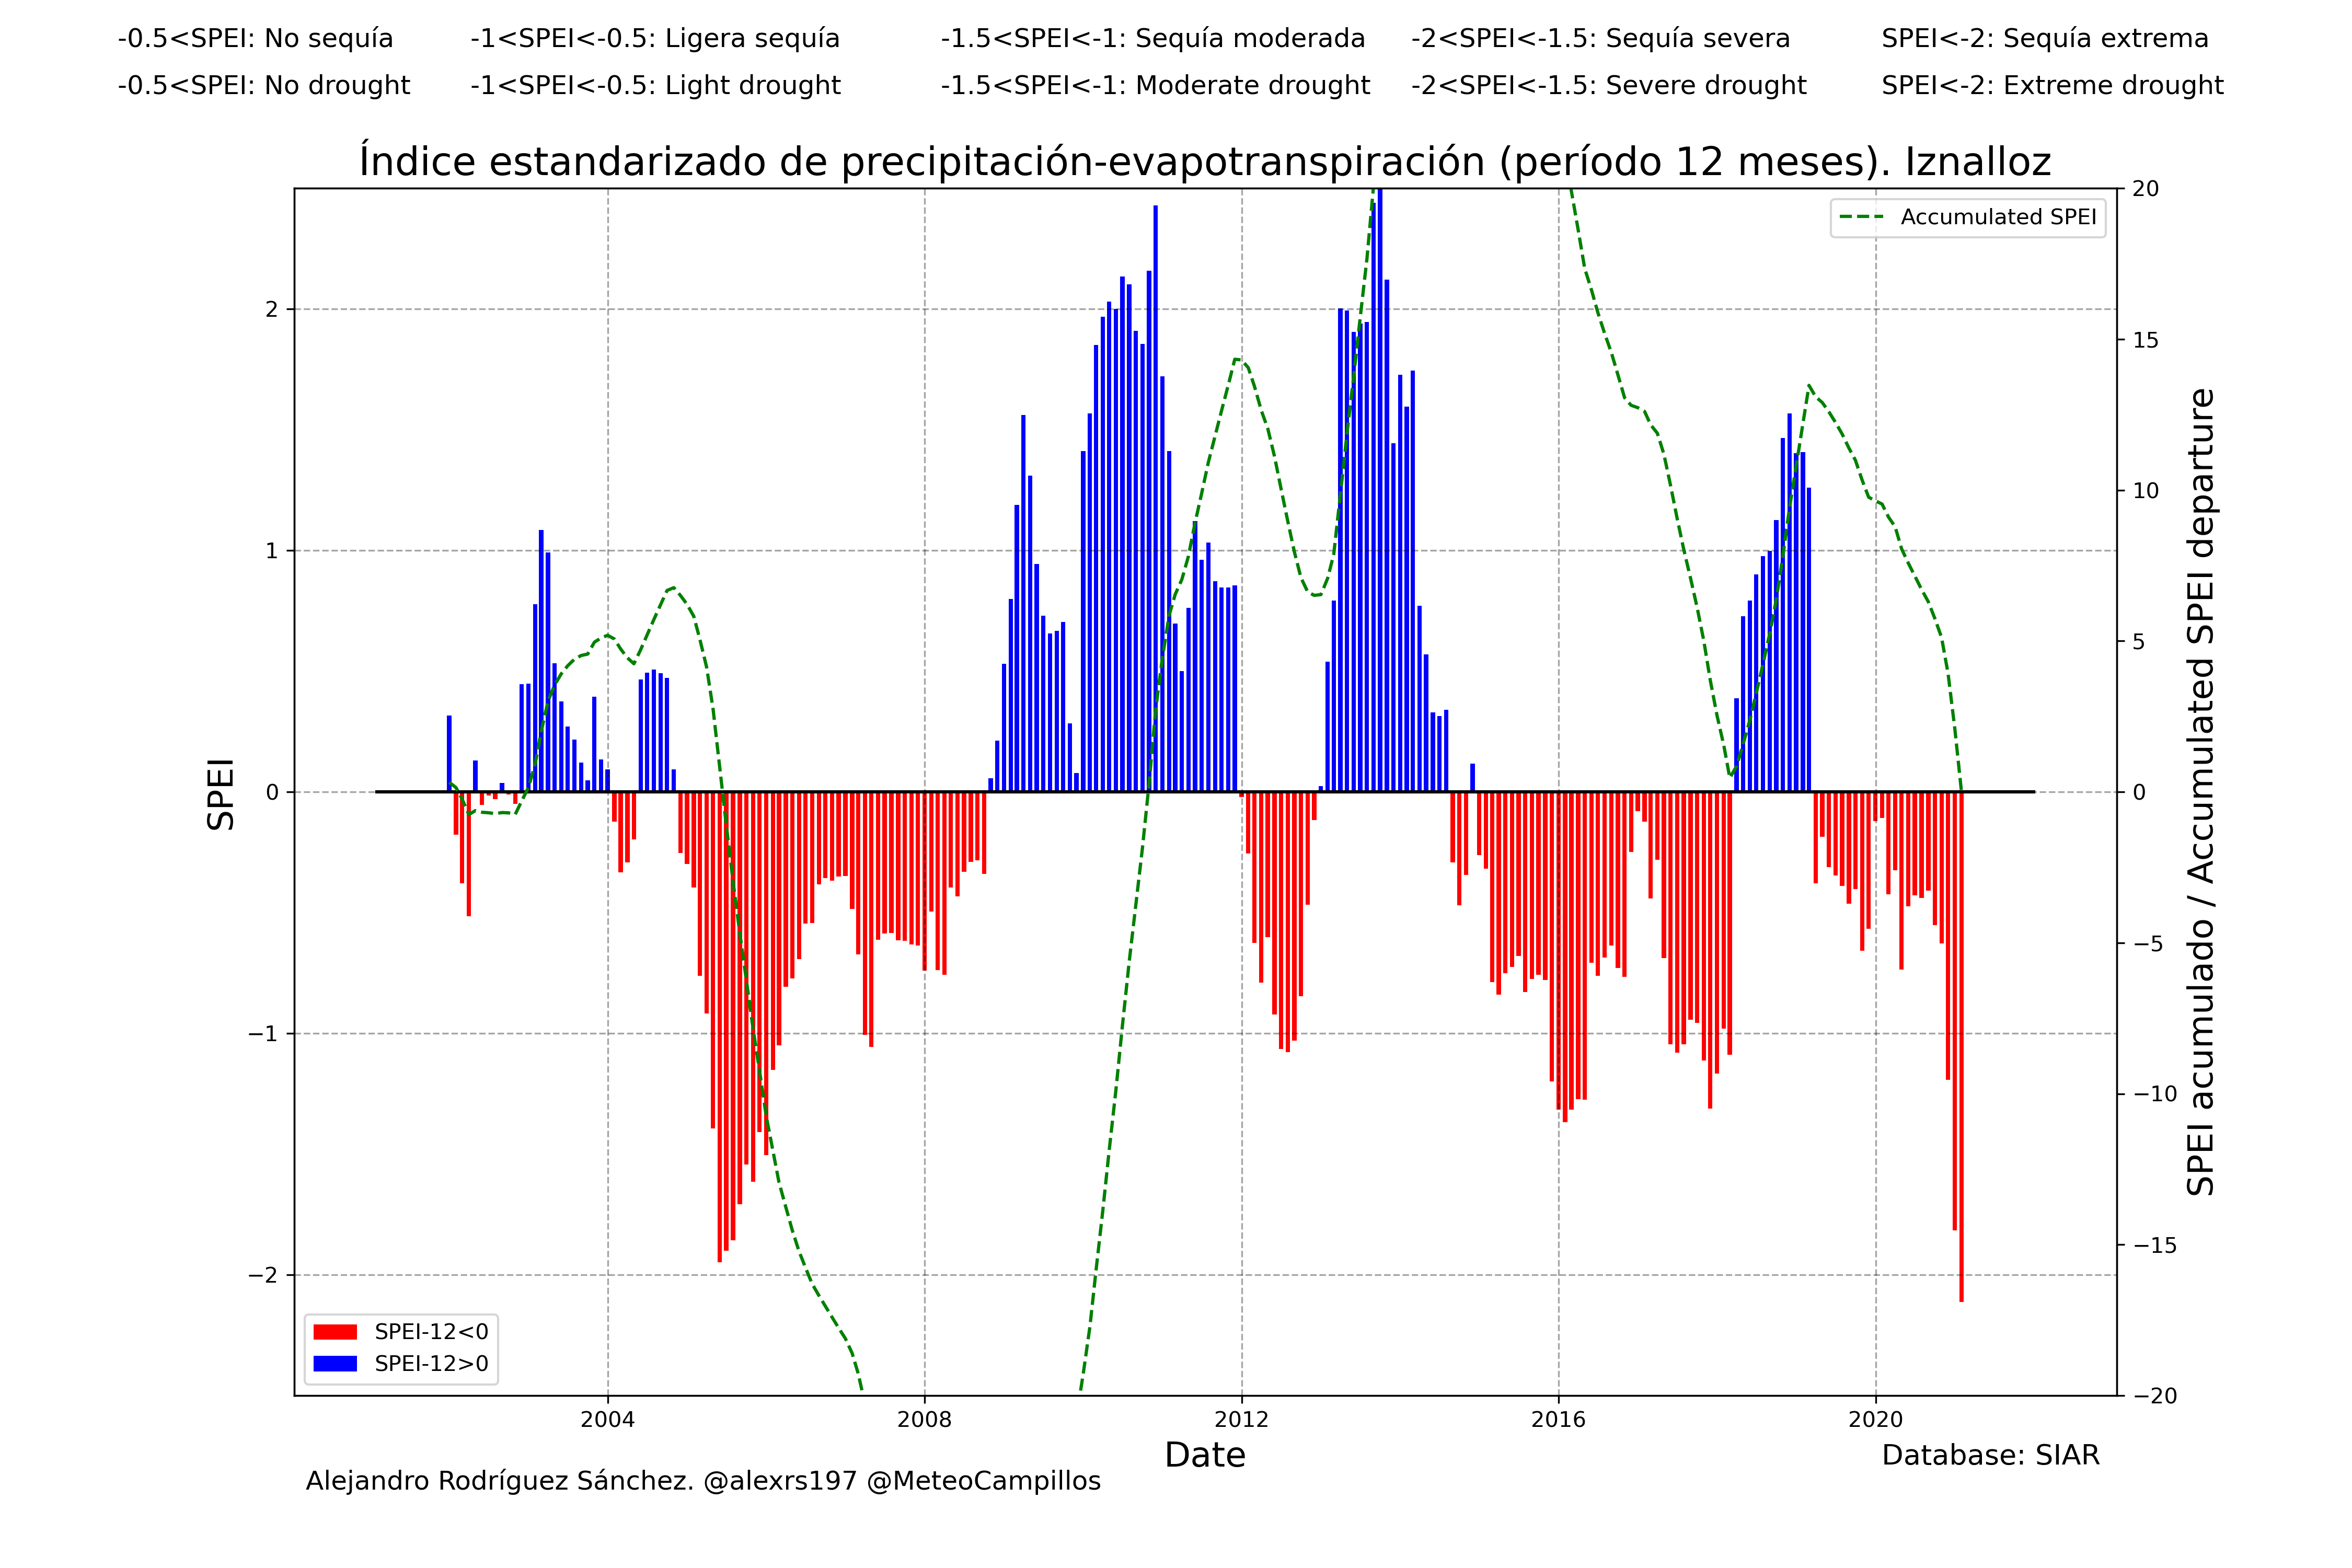 -0.5<SPEI: No sequía -1<SPEI<-0.5: Ligera sequía -1.5<SPEI<-1: Sequía moderada -2<SPEI<-1.5: Sequía severa SPEI<-2: Sequía extrema
-0.5<SPEI: No drought -1<SPEI<-0.5: Light drought -1.5<SPEI<-1: Moderate drought -2<SPEI<-1.5: Severe drought SPEI<-2: Extreme drought
Índice estandarizado de precipitación-evapotranspiración (período 12 meses). Iznalloz
Accumulated SPEI
SPEI
2
1
0
−1
−2
20
15
10
5
0
−5
−10
−15
−20
SPEI acumulado / Accumulated SPEI departure
SPEI-12<0
SPEI-12>0
2004 2008 2012 2016 2020
Date
Database: SIAR
Alejandro Rodríguez Sánchez. @alexrs197 @MeteoCampillos